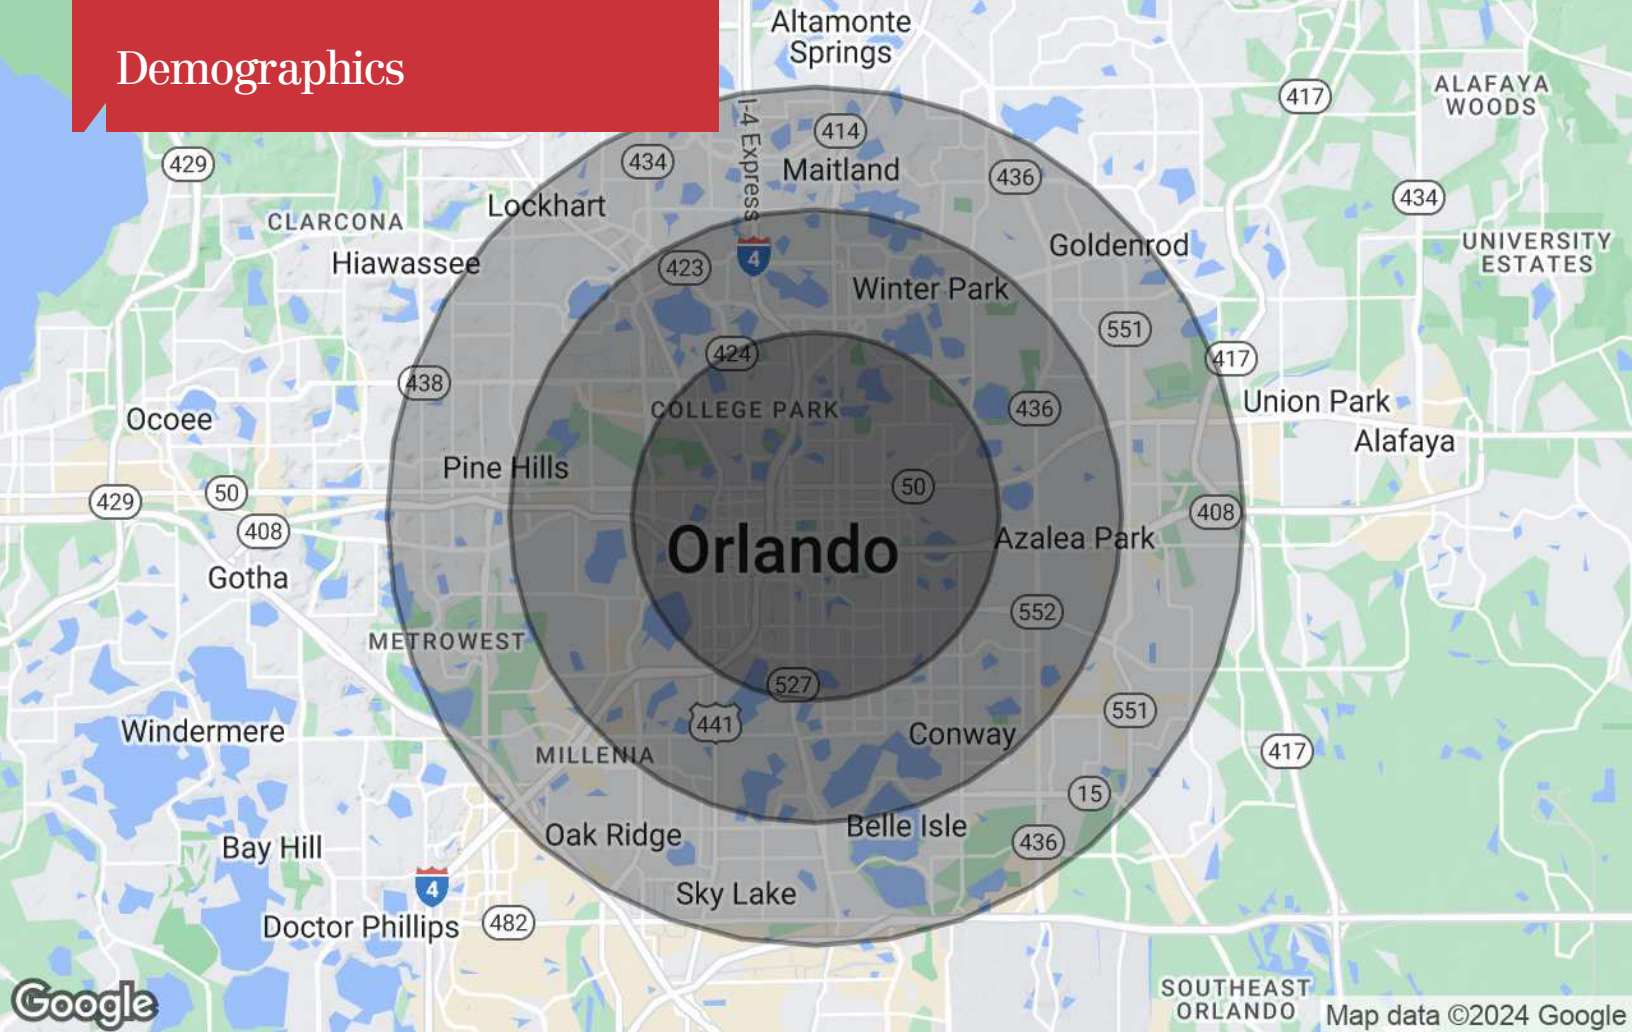 Demographics
Altamonte
Springs
417
ALAFAYA
WOODS
I-4 Express
414
429
434
Maitland
436
434
Lockhart
CLARCONA
Goldenrod
UNIVERSITY
ESTATES
Hiawassee
423
4
Winter Park
551
424
417
438
COLLEGE PARK
436
Union Park
Ocoee
Alafaya
Pine Hills
50
50
429
408
408
Orlando
Azalea Park
Gotha
552
METROWEST
527
551
441
Windermere
Conway
417
MILLENIA
15
Belle Isle
Oak Ridge
436
Bay Hill
4
Sky Lake
Doctor Phillips
482
SOUTHEAST
ORLANDO
Google
Map data ©2024 Google